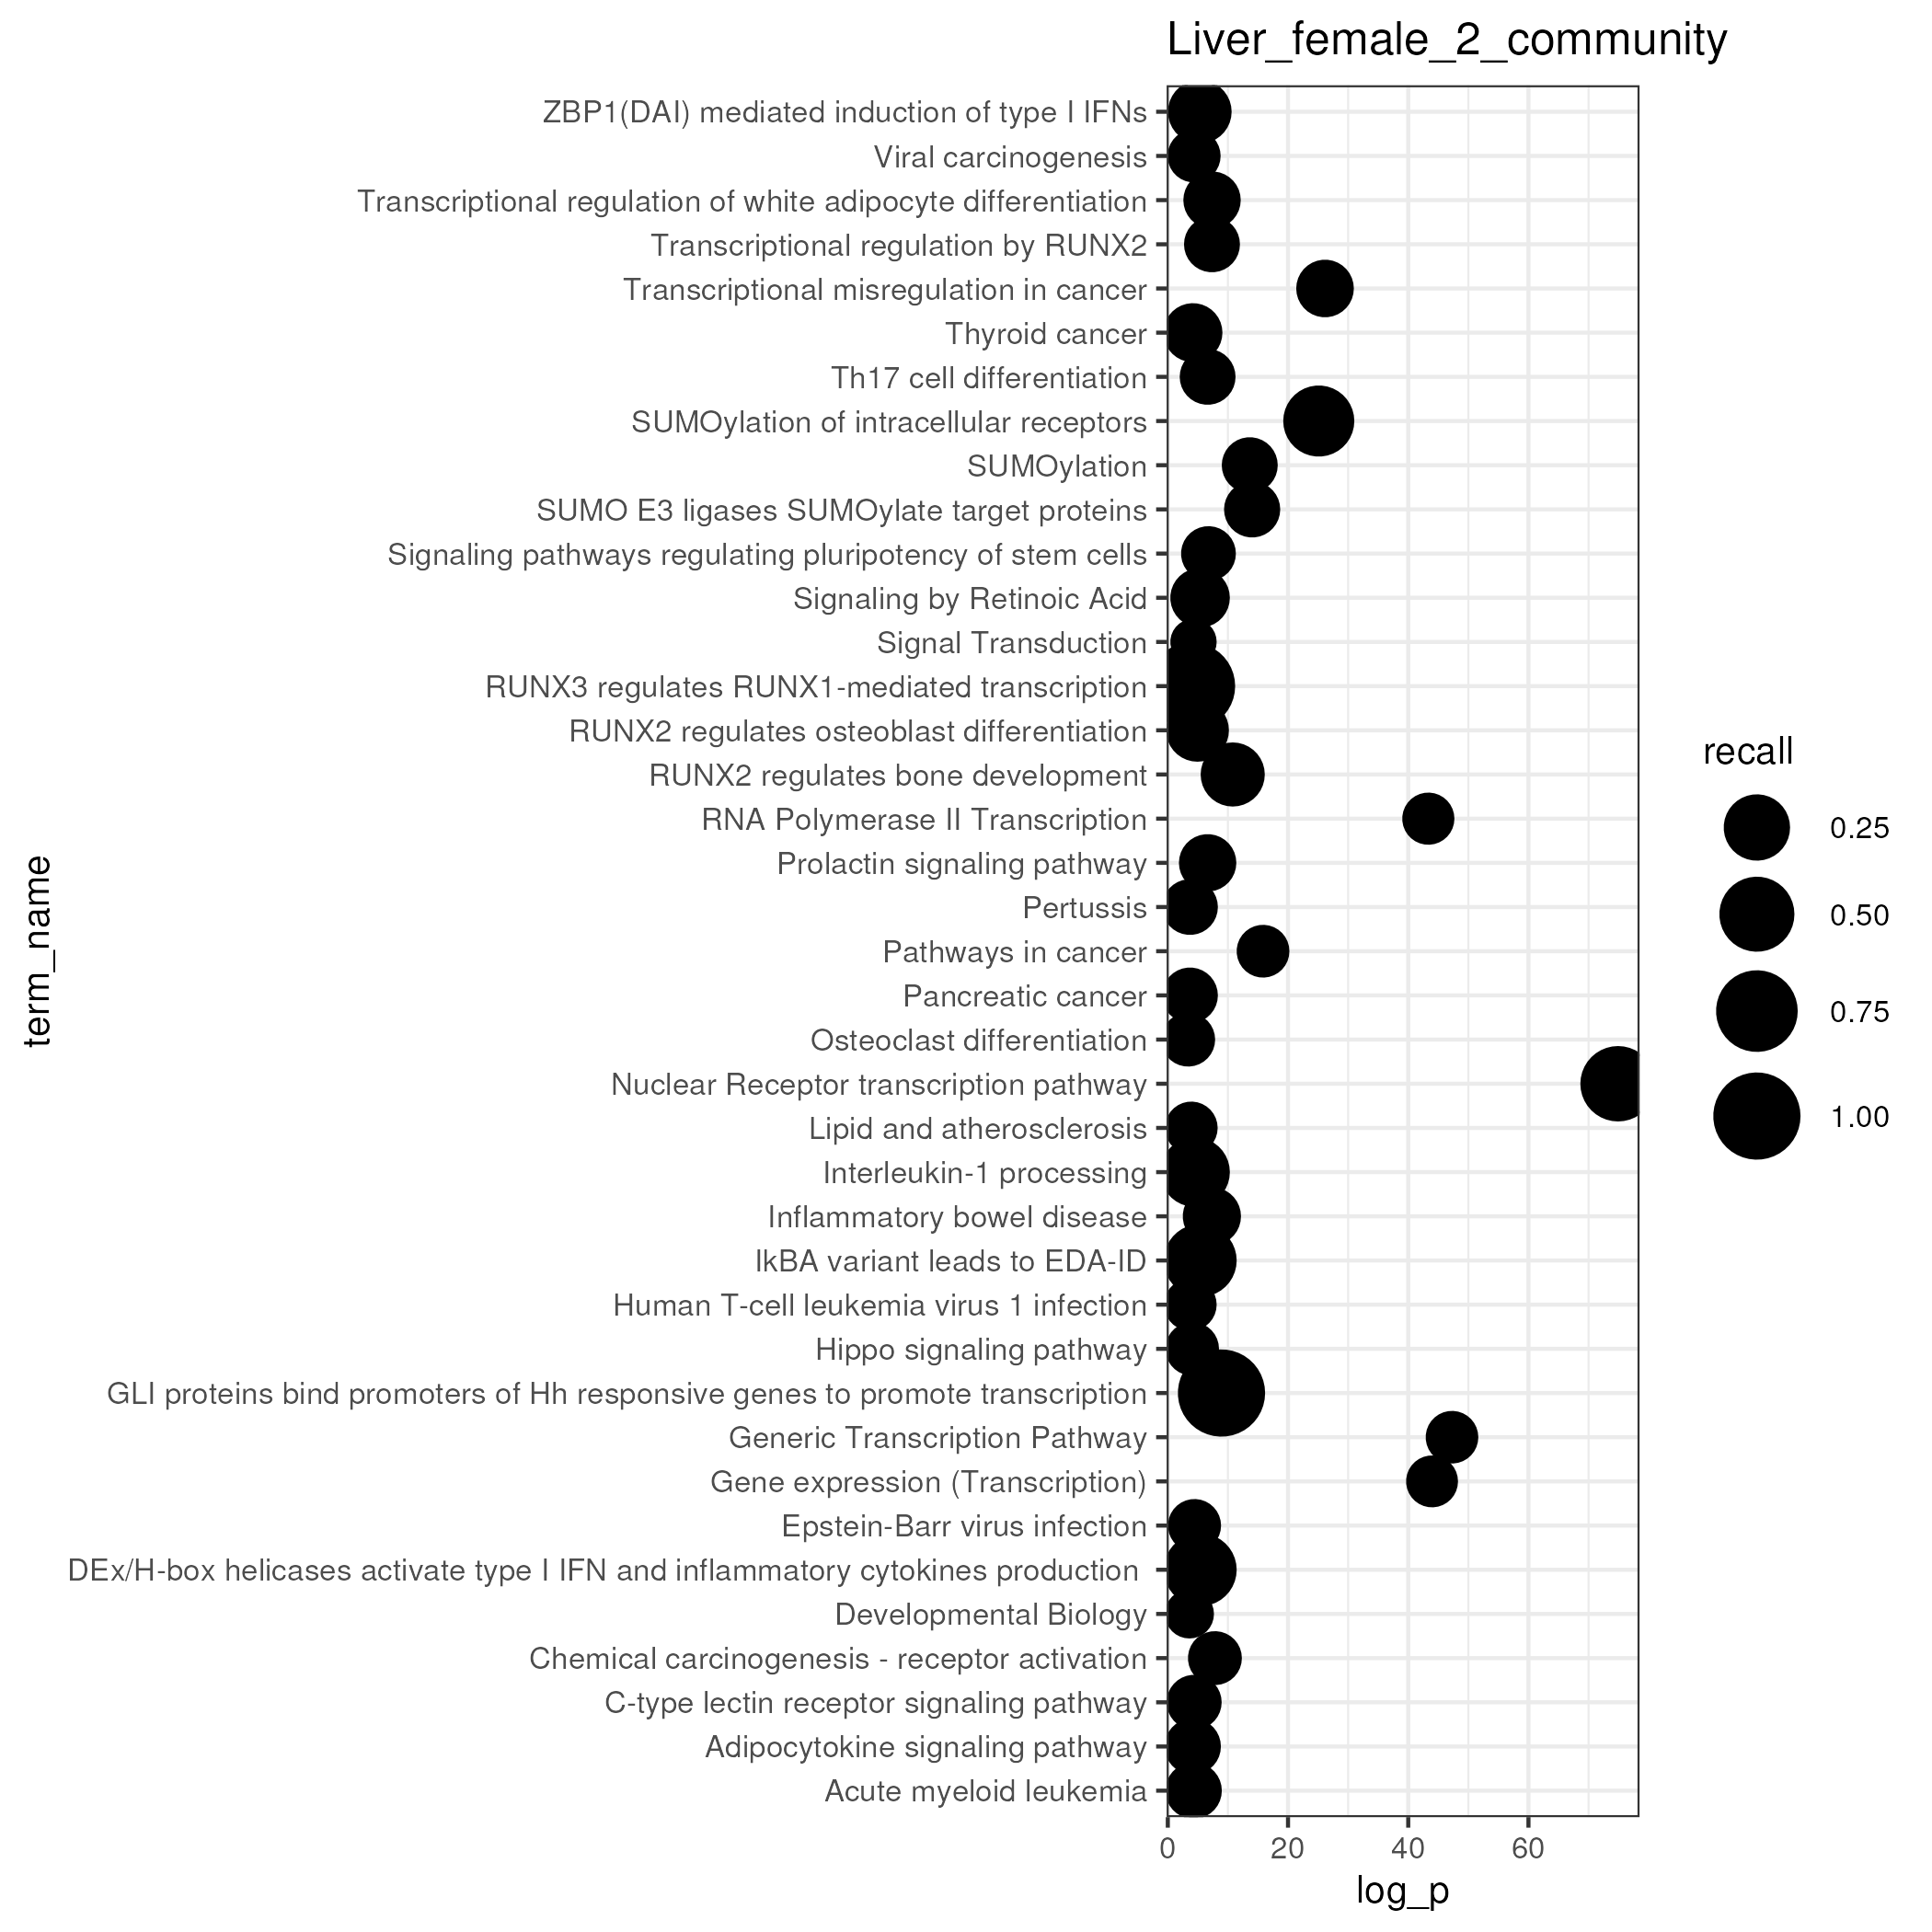 Liver_female_2_community
ZBP1(DAI) mediated induction of type I IFNs
Viral carcinogenesis
Transcriptional regulation of white adipocyte differentiation
Transcriptional regulation by RUNX2
Transcriptional misregulation in cancer
Thyroid cancer
Th17 cell differentiation
SUMOylation of intracellular receptors
SUMOylation
SUMO E3 ligases SUMOylate target proteins
Signaling pathways regulating pluripotency of stem cells
Signaling by Retinoic Acid
Signal Transduction
RUNX3 regulates RUNX1-mediated transcription
RUNX2 regulates osteoblast differentiation
RUNX2 regulates bone development
RNA Polymerase II Transcription
Prolactin signaling pathway
Pertussis
Pathways in cancer
Pancreatic cancer
Osteoclast differentiation
Nuclear Receptor transcription pathway
Lipid and atherosclerosis
Interleukin-1 processing
Inflammatory bowel disease
IkBA variant leads to EDA-ID
Human T-cell leukemia virus 1 infection
Hippo signaling pathway
GLI proteins bind promoters of Hh responsive genes to promote transcription
Generic Transcription Pathway
Gene expression (Transcription)
Epstein-Barr virus infection
DEx/H-box helicases activate type I IFN and inflammatory cytokines production
Developmental Biology
Chemical carcinogenesis - receptor activation
C-type lectin receptor signaling pathway
Adipocytokine signaling pathway
Acute myeloid leukemia
term_name
0 20 40 60
log_p
recall
0.25
0.50
0.75
1.00